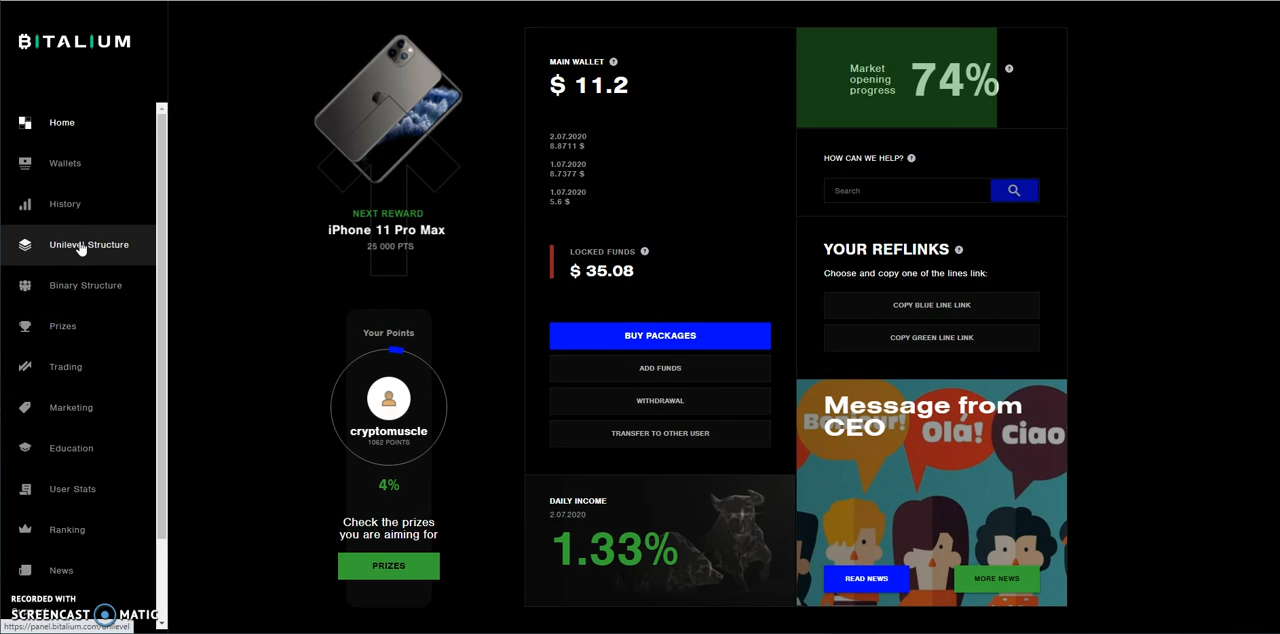 BITALIUM
Home
Wallets
History
Unilevel Structure
Binary Structure
Prizes
Trading
Marketing
Education
User Stats
Ranking
News
RECORDED WITH
SCREENCAST MATIC
https://panel.bitalium.com/unilevel
NEXT REWARD
iPhone 11 Pro Max
25 000 PTS
Your Points
cryptomuscle
1062 POINTS
4%
Check the prizes
you are aiming for
PRIZES
MAIN WALLET ?
$ 11.2
2.07.2020
8.8711 $
1.07.2020
8.7377 $
1.07.2020
5.6 $
LOCKED FUNDS ?
$ 35.08
BUY PACKAGES
ADD FUNDS
WITHDRAWAL
TRANSFER TO OTHER USER
DAILY INCOME
2.07.2020
1.33%
Market
opening
progress
74% ?
HOW CAN WE HELP? ?
Search
YOUR REFLINKS ?
Choose and copy one of the lines link:
COPY BLUE LINE LINK
COPY GREEN LINE LINK
Message from
CEO
Bonjour!
Olá!
Ciao
READ NEWS
MORE NEWS